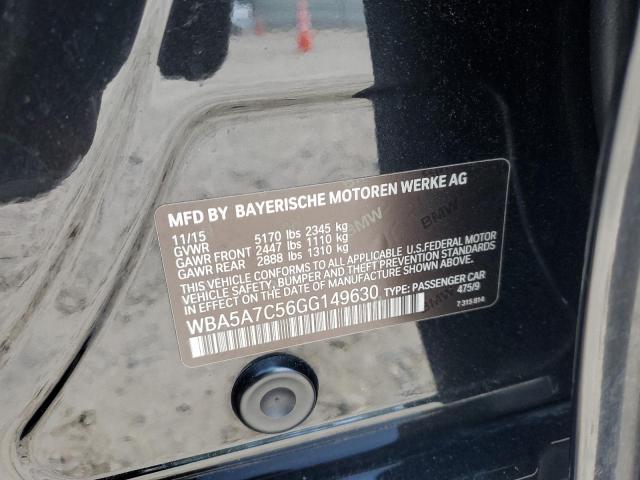 MFD BY BAYERISCHE MOTOREN WERKE AG
11/15
GVWR 5170 lbs 2345 kg
GAWR FRONT 2447 lbs 1110 kg
GAWR REAR 2888 lbs 1310 kg
THIS VEHICLE CONFORMS TO ALL APPLICABLE U.S.FEDERAL MOTOR
VEHICLE SAFETY, BUMPER, AND THEFT PREVENTION STANDARDS
IN EFFECT ON DATE OF MANUFACTURE SHOWN ABOVE.
WBA5A7C56GG149630 TYPE: PASSENGER CAR
475/9
7 315 814
BMW
BMW
BMW